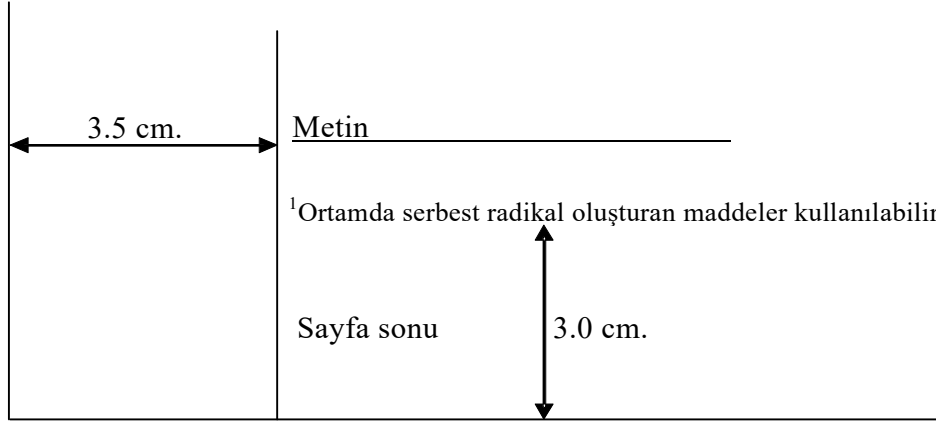 3.5 cm.
Metin
¹Ortamda serbest radikal oluşturan maddeler kullanılabilir
Sayfa sonu
3.0 cm.